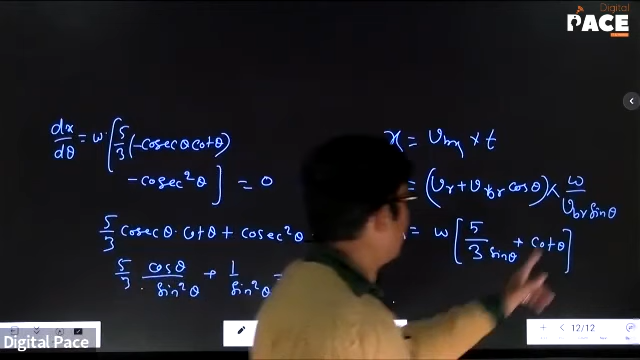 Digital
PACE
dx/dθ = w [5/3 (-cosecθ cotθ)
- cosec²θ] = 0
5/3 cosecθ·cotθ + cosec²θ
5/3 cosθ/sin²θ + 1/sin²θ =
x = v_bx × t
= (v_r + v_br cosθ) × w/(v_br sinθ)
= w [5/(3 sinθ) + cotθ]
12/12
Digital Pace